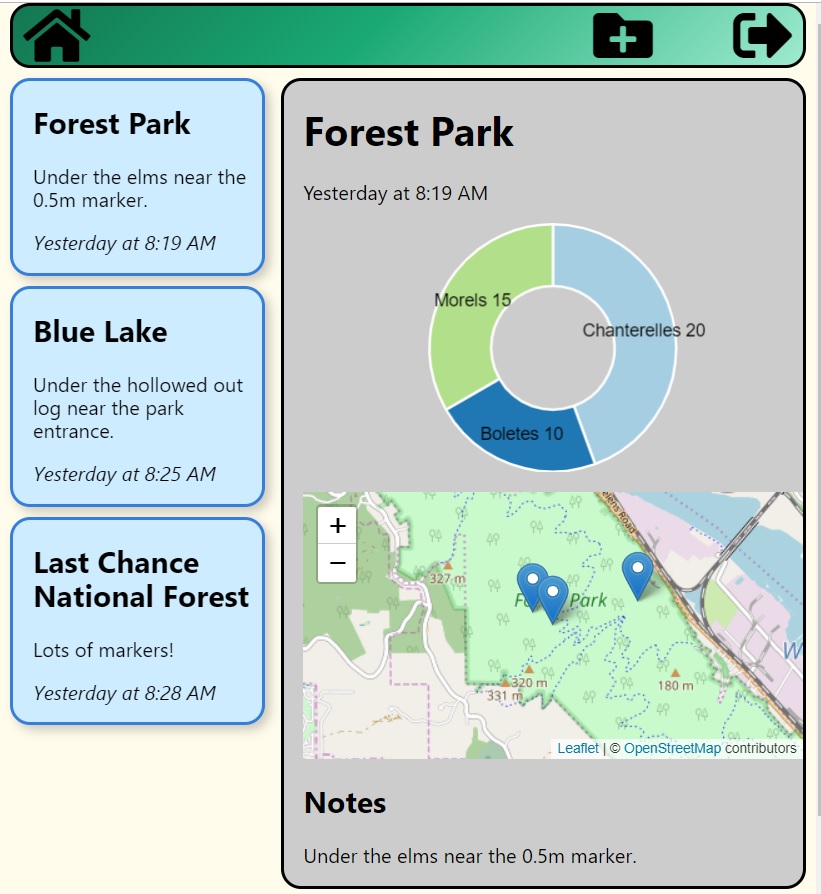 Forest Park
Under the elms near the
0.5m marker.
Yesterday at 8:19 AM
Blue Lake
Under the hollowed out
log near the park
entrance.
Yesterday at 8:25 AM
Last Chance
National Forest
Lots of markers!
Yesterday at 8:28 AM
Forest Park
Yesterday at 8:19 AM
Morels 15
Chanterelles 20
Boletes 10
+
−
elens Road
327 m
Park
320 m
331 m
180 m
W
Leaflet | © OpenStreetMap contributors
Notes
Under the elms near the 0.5m marker.